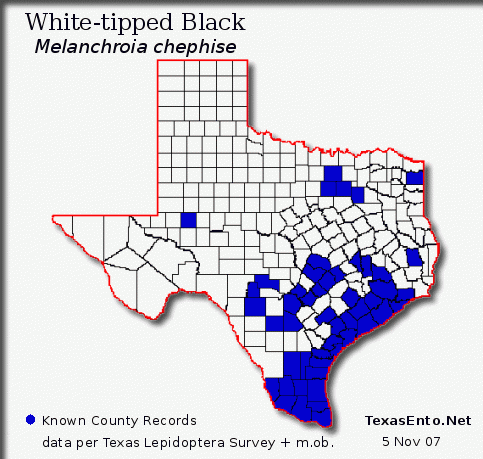 White-tipped Black
Melanchroia chephise
Known County Records
TexasEnto.Net
data per Texas Lepidoptera Survey + m.ob.
5 Nov 07